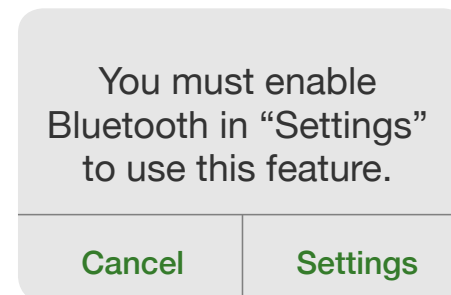 You must enable
Bluetooth in “Settings”
to use this feature.
Cancel Settings